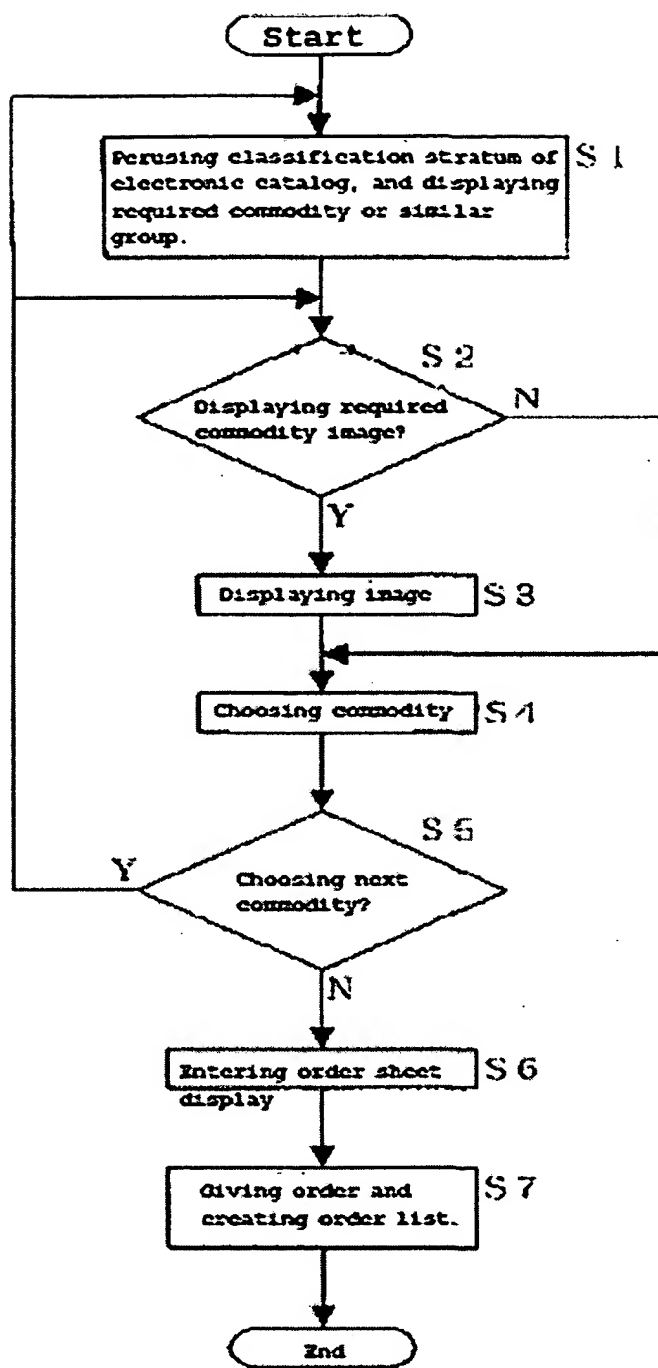 Start
Perusing classification stratum of
electronic catalog, and displaying
required commodity or similar
group.
S 1
S 2
Displaying required
commodity image?
N
Y
Displaying image
S 3
Choosing commodity
S 4
S 5
Y
Choosing next
commodity?
N
Entering order sheet
display
S 6
Giving order and
creating order list.
S 7
End